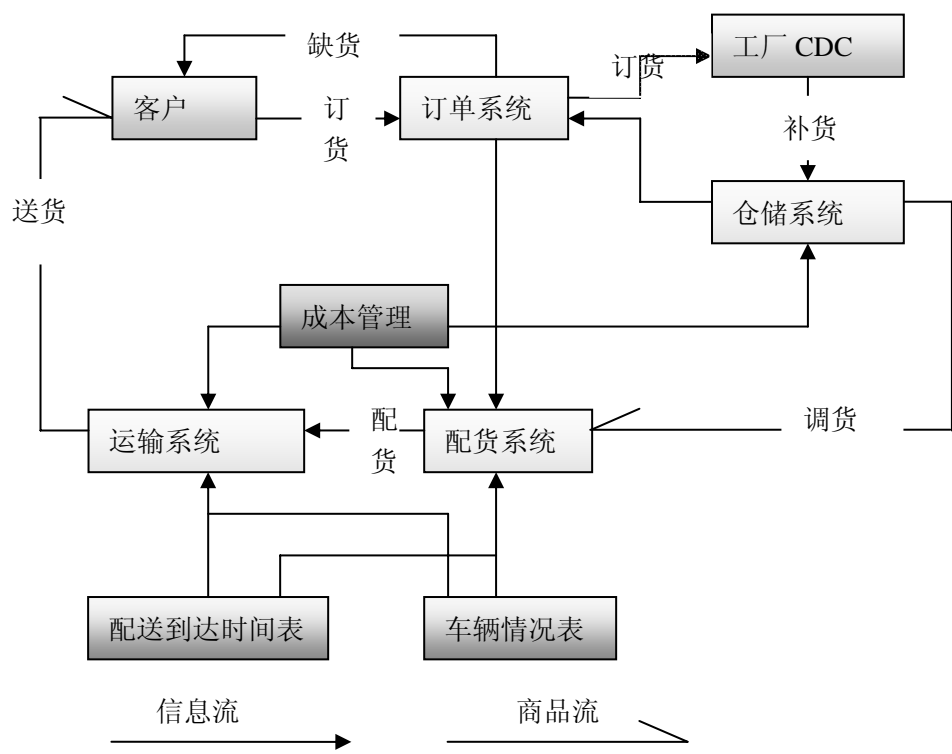 缺货
工厂 CDC
订货
客户
订
货
订单系统
补货
送货
仓储系统
成本管理
运输系统
配
货
配货系统
调货
配送到达时间表
车辆情况表
信息流
商品流